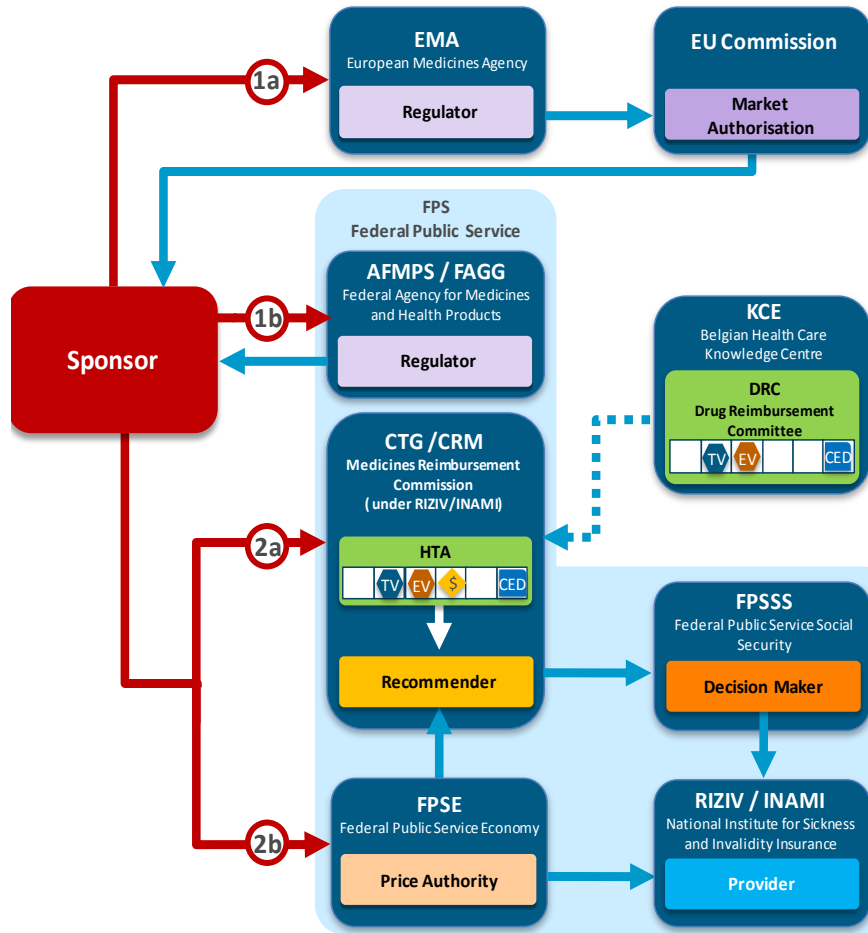 EMA
European Medicines Agency
Regulator
EU Commission
Market
Authorisation
1a
FPS
Federal Public Service
AFMPS / FAGG
Federal Agency for Medicines
and Health Products
Regulator
1b
Sponsor
KCE
Belgian Health Care
Knowledge Centre
DRC
Drug Reimbursement
Committee
TV EV CED
CTG /CRM
Medicines Reimbursement
Commission
( under RIZIV/INAMI)
2a
HTA
TV EV $ CED
Recommender
FPSSS
Federal Public Service Social
Security
Decision Maker
FPSE
Federal Public Service Economy
2b
Price Authority
RIZIV / INAMI
National Institute for Sickness
and Invalidity Insurance
Provider